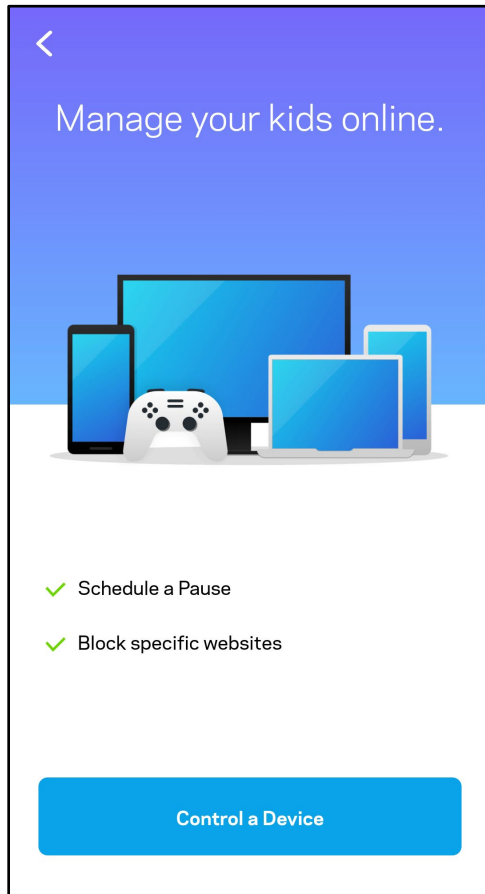 Manage your kids online.
Schedule a Pause
Block specific websites
Control a Device